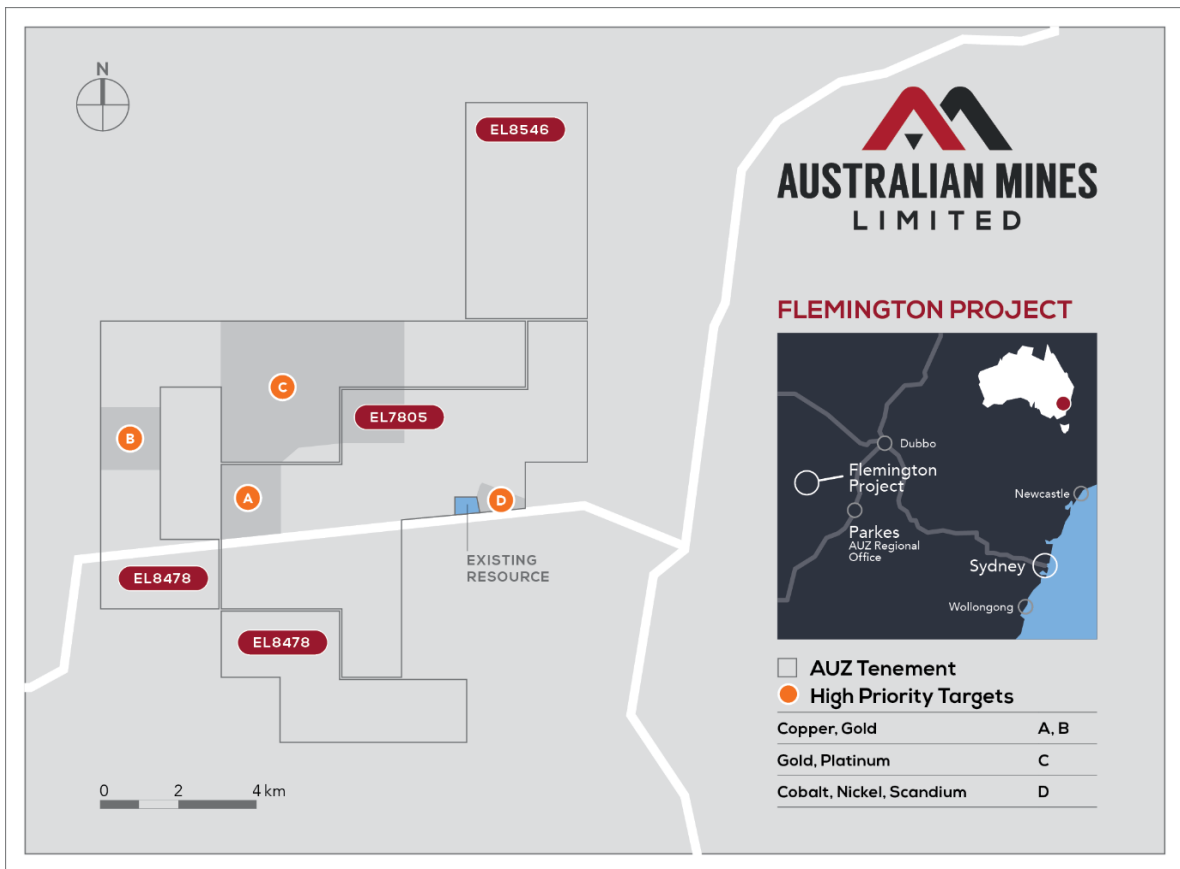 N
EL8546
C
EL7805
B
A
D
EXISTING
RESOURCE
EL8478
EL8478
0 2 4 km
AUSTRALIAN MINES
LIMITED
FLEMINGTON PROJECT
Dubbo
Flemington
Project
Newcastle
Parkes
AUZ Regional
Office
Sydney
Wollongong
AUZ Tenement
High Priority Targets
Copper, Gold A, B
Gold, Platinum C
Cobalt, Nickel, Scandium D